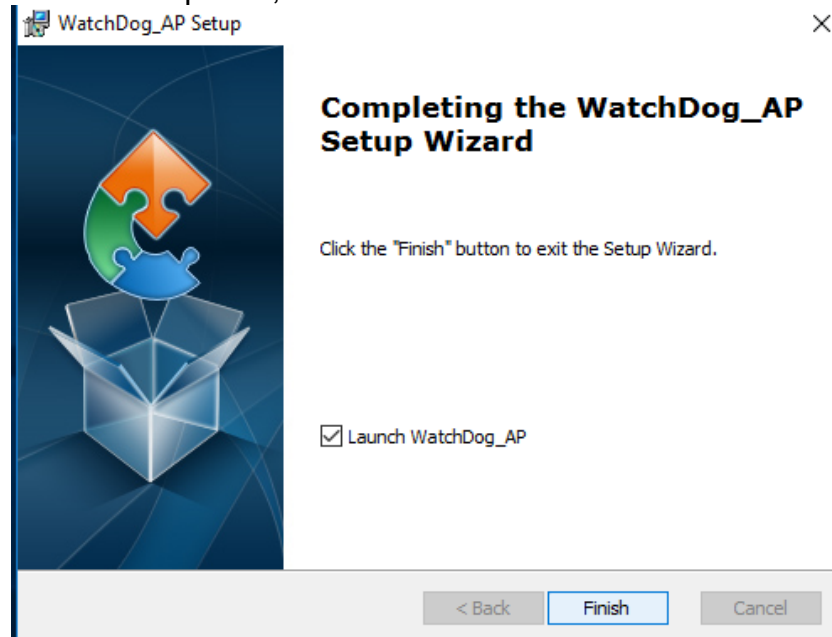 WatchDog_AP Setup
Completing the WatchDog_AP
Setup Wizard
Click the "Finish" button to exit the Setup Wizard.
Launch WatchDog_AP
< Back
Finish
Cancel